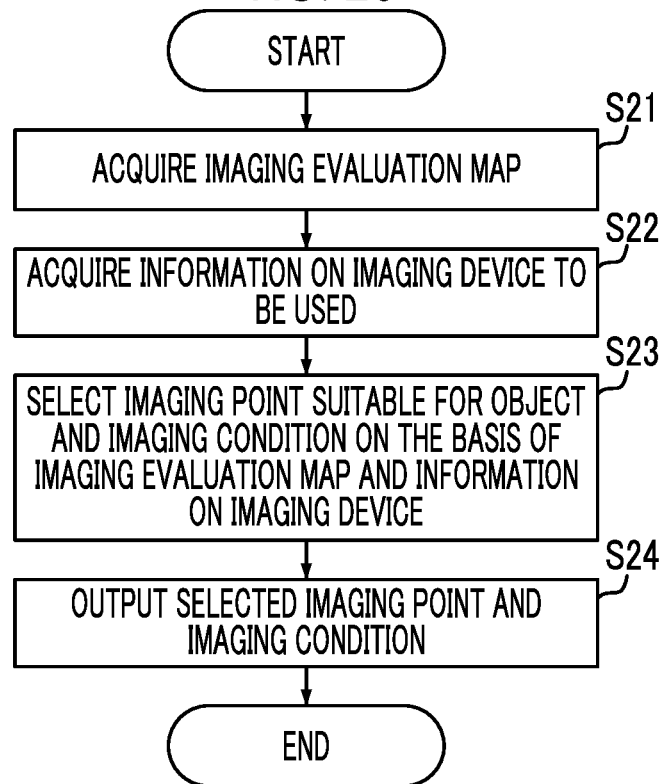 START
S21
ACQUIRE IMAGING EVALUATION MAP
S22
ACQUIRE INFORMATION ON IMAGING DEVICE TO
BE USED
S23
SELECT IMAGING POINT SUITABLE FOR OBJECT
AND IMAGING CONDITION ON THE BASIS OF
IMAGING EVALUATION MAP AND INFORMATION
ON IMAGING DEVICE
S24
OUTPUT SELECTED IMAGING POINT AND
IMAGING CONDITION
END